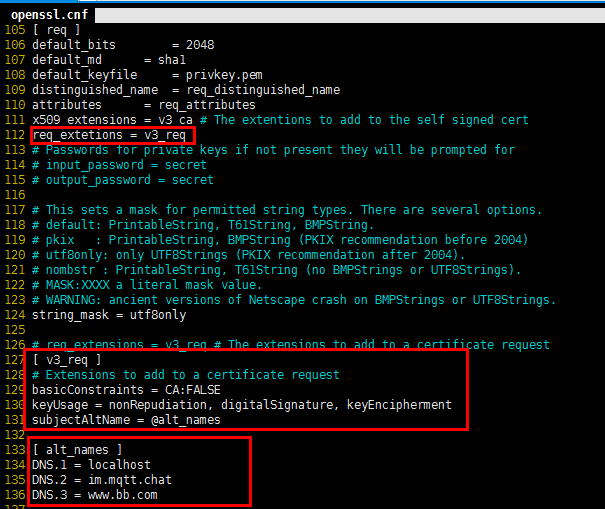 openssl.cnf
105 [ req ]
106 default_bits = 2048
107 default_md = sha1
108 default_keyfile = privkey.pem
109 distinguished_name = req_distinguished_name
110 attributes = req_attributes
111 x509_extensions = v3_ca # The extentions to add to the self signed cert
112 req_extetions = v3_req
113 # Passwords for private keys if not present they will be prompted for
114 # input_password = secret
115 # output_password = secret
116
117 # This sets a mask for permitted string types. There are several options.
118 # default: PrintableString, T61String, BMPString.
119 # pkix : PrintableString, BMPString (PKIX recommendation before 2004)
120 # utf8only: only UTF8Strings (PKIX recommendation after 2004).
121 # nombstr : PrintableString, T61String (no BMPStrings or UTF8Strings).
122 # MASK:XXXX a literal mask value.
123 # WARNING: ancient versions of Netscape crash on BMPStrings or UTF8Strings.
124 string_mask = utf8only
125
126 # req_extensions = v3_req # The extensions to add to a certificate request
127 [ v3_req ]
128 # Extensions to add to a certificate request
129 basicConstraints = CA:FALSE
130 keyUsage = nonRepudiation, digitalSignature, keyEncipherment
131 subjectAltName = @alt_names
132
133 [ alt_names ]
134 DNS.1 = localhost
135 DNS.2 = im.mqtt.chat
136 DNS.3 = www.bb.com
137